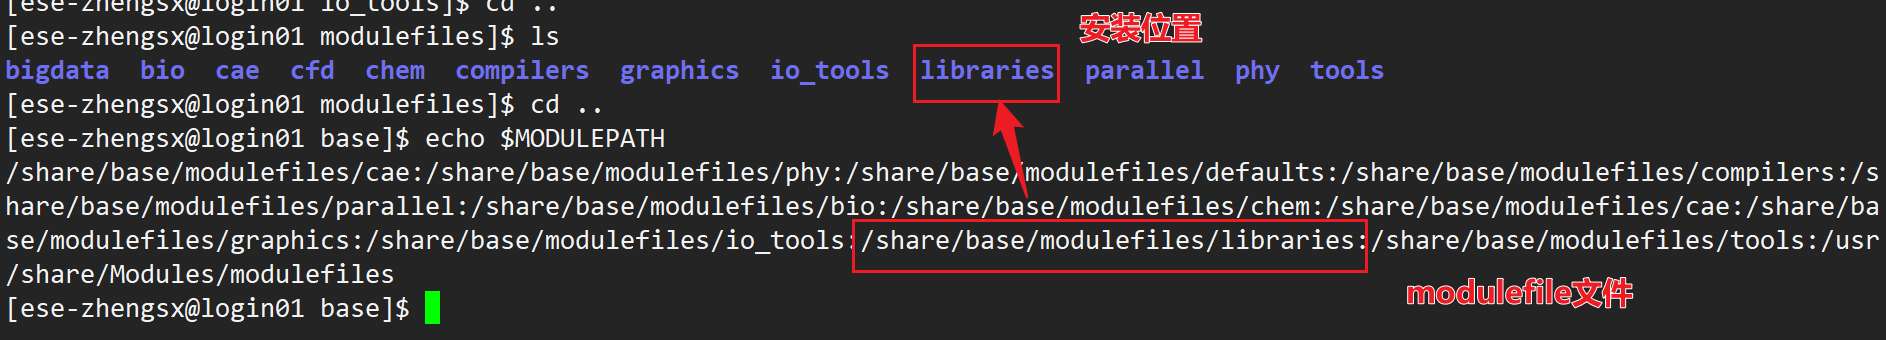 [ese-zhengsx@login01 io_tools]$ cd ..
安装位置
[ese-zhengsx@login01 modulefiles]$ ls
bigdata bio cae cfd chem compilers graphics io_tools libraries parallel phy tools
[ese-zhengsx@login01 modulefiles]$ cd ..
[ese-zhengsx@login01 base]$ echo $MODULEPATH
/share/base/modulefiles/cae:/share/base/modulefiles/phy:/share/base/modulefiles/defaults:/share/base/modulefiles/compilers:/s
hare/base/modulefiles/parallel:/share/base/modulefiles/bio:/share/base/modulefiles/chem:/share/base/modulefiles/cae:/share/ba
se/modulefiles/graphics:/share/base/modulefiles/io_tools:/share/base/modulefiles/libraries:/share/base/modulefiles/tools:/usr
/share/Modules/modulefiles
modulefile文件
[ese-zhengsx@login01 base]$